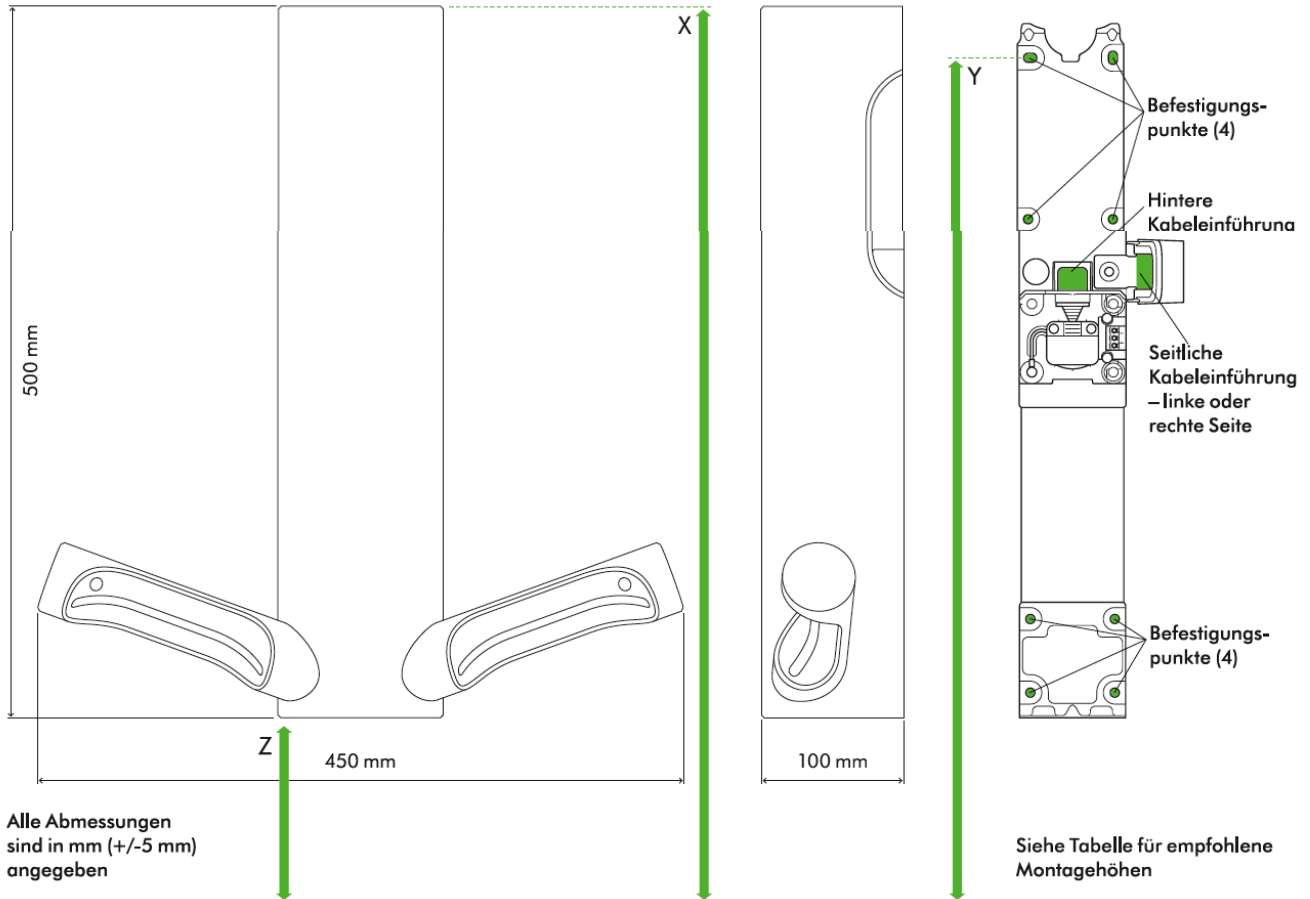 X
Y
Befestigungs-
punkte (4)
Hintere
Kabeleinführung
500 mm
Seitliche
Kabeleinführung
– linke oder
rechte Seite
Befestigungs-
punkte (4)
Z
450 mm
100 mm
Alle Abmessungen
sind in mm (+/-5 mm)
angegeben
Siehe Tabelle für empfohlene
Montagehöhen